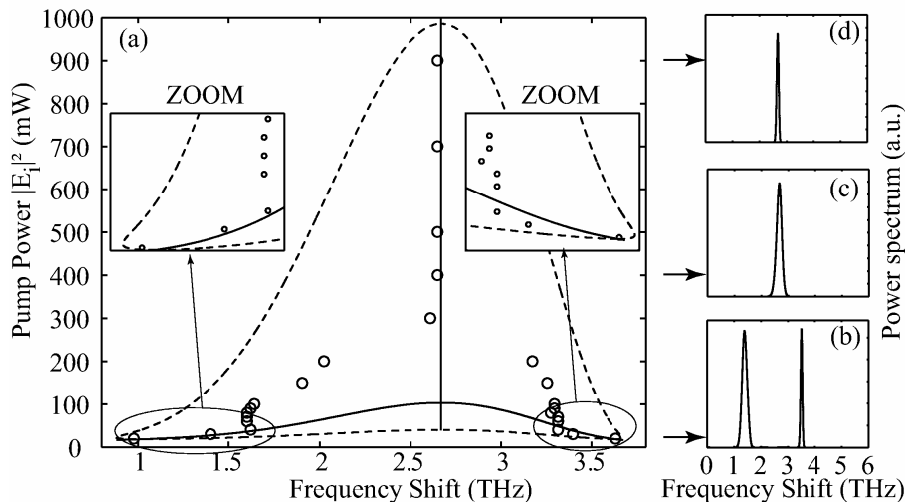 (a)
Pump Power |E_i|² (mW)
1000
900
800
700
600
500
400
300
200
100
0
ZOOM
ZOOM
1
1.5
2
2.5
3
3.5
Frequency Shift (THz)
(d)
(c)
(b)
Power spectrum (a.u.)
0 1 2 3 4 5 6
Frequency Shift (THz)